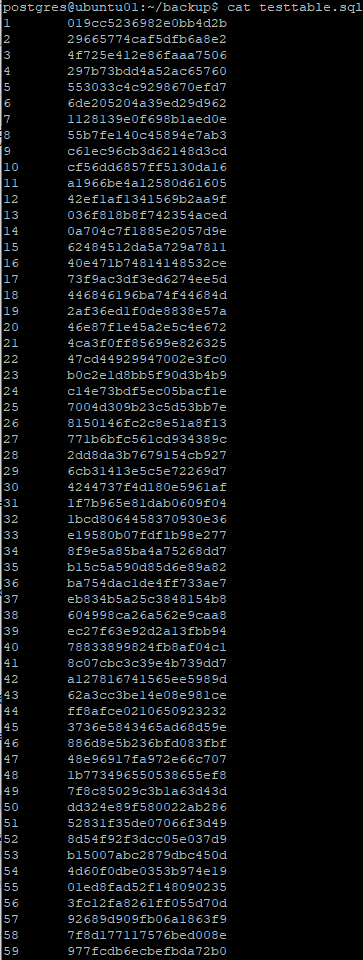 postgres@ubuntu01:~/backup$ cat testtable.sql
1 019cc5236982e0bb4d2b
2 29665774caf5dfb6a8e2
3 4f725e412e86faaa7506
4 297b73bdd4a52ac65760
5 553033c4c9298670efd7
6 6de205204a39ed29d962
7 1128139e0f698b1aed0e
8 55b7fe140c45894e7ab3
9 c61ec96cb3d62148d3cd
10 cf56dd6857ff5130da16
11 a1966be4a12580d61605
12 42ef1af1341569b2aa9f
13 036f818b8f742354aced
14 0a704c7f1885e2057d9e
15 62484512da5a729a7811
16 40e471b74814148532ce
17 73f9ac3df3ed6274ee5d
18 446846196ba74f44684d
19 2af36ed1f0de8838e57a
20 46e87f1e45a2e5c4e672
21 4ca3f0ff85699e826325
22 47cd44929947002e3fc0
23 b0c2e1d8bb5f90d3b4b9
24 c14e73bdf5ec05bacf1e
25 7004d309b23c5d53bb7e
26 8150146fc2c8e51a8f13
27 771b6bfc561cd934389c
28 2dd8da3b7679154cb927
29 6cb31413e5c5e72269d7
30 4244737f4d180e5961af
31 1f7b965e81dab0609f04
32 1bcd8064458370930e36
33 e19580b07fdf1b98e277
34 8f9e5a85ba4a75268dd7
35 b15c5a590d85d6e89a82
36 ba754dac1de4ff733ae7
37 eb834b5a25c3848154b8
38 604998ca26a562e9caa8
39 ec27f63e92d2a13fbb94
40 78833899824fb8af04c1
41 8c07cbc3c39e4b739dd7
42 a127816741565ee5989d
43 62a3cc3be14e08e981ce
44 ff8afce0210650923232
45 3736e5843465ad68d59e
46 886d8e5b236bfd083fbf
47 48e96917fa972e66c707
48 1b773496550538655ef8
49 7f8c85029c3b1a63d43d
50 dd324e89f580022ab286
51 52831f35de07066f3d49
52 8d54f92f3dcc05e037d9
53 b15007abc2879dbc450d
54 4d60f0dbe0353b974e19
55 01ed8fad52f148090235
56 3fc12fa8261ff055d70d
57 92689d909fb06a1863f9
58 7f8d177117576bed008e
59 977fcdb6ecbefbda72b0